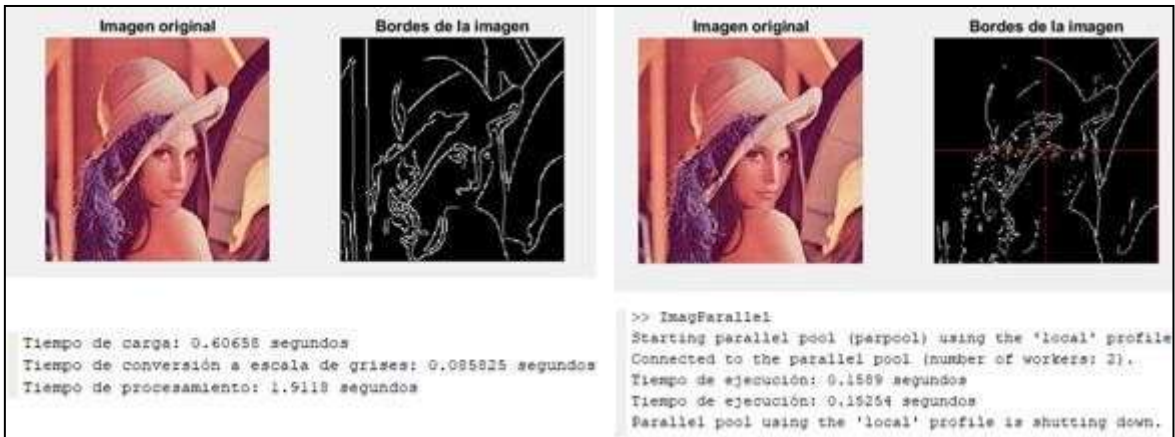 Imagen original
Bordes de la imagen
Tiempo de carga: 0.60658 segundos
Tiempo de conversión a escala de grises: 0.085825 segundos
Tiempo de procesamiento: 1.9118 segundos
Imagen original
Bordes de la imagen
>> ImagParallel
Starting parallel pool (parpool) using the 'local' profile
Connected to the parallel pool (number of workers: 2).
Tiempo de ejecución: 0.1589 segundos
Tiempo de ejecución: 0.15254 segundos
Parallel pool using the 'local' profile is shutting down.